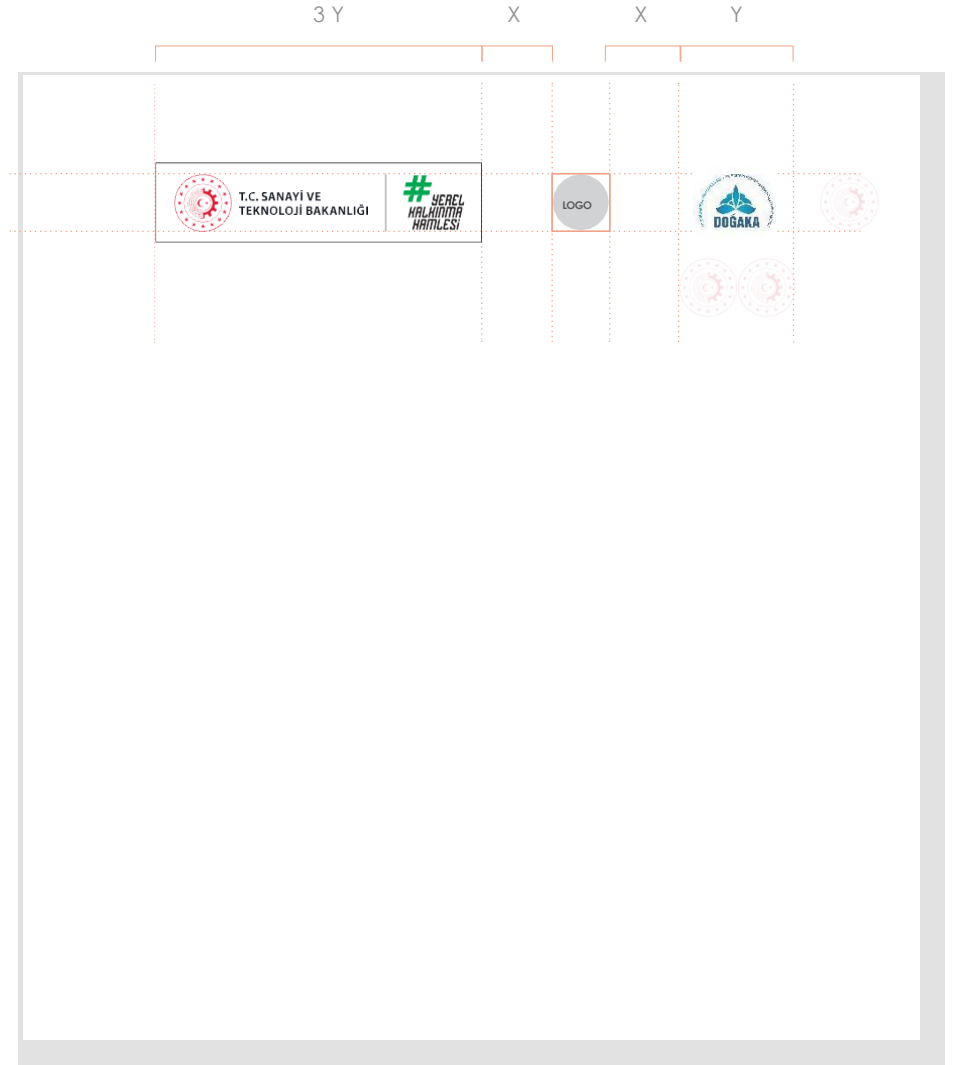 3 Y
X
X
Y
T.C. SANAYİ VE
TEKNOLOJİ BAKANLIĞI
#YEREL
KALKINMA
HAMLESİ
LOGO
DOĞAKA